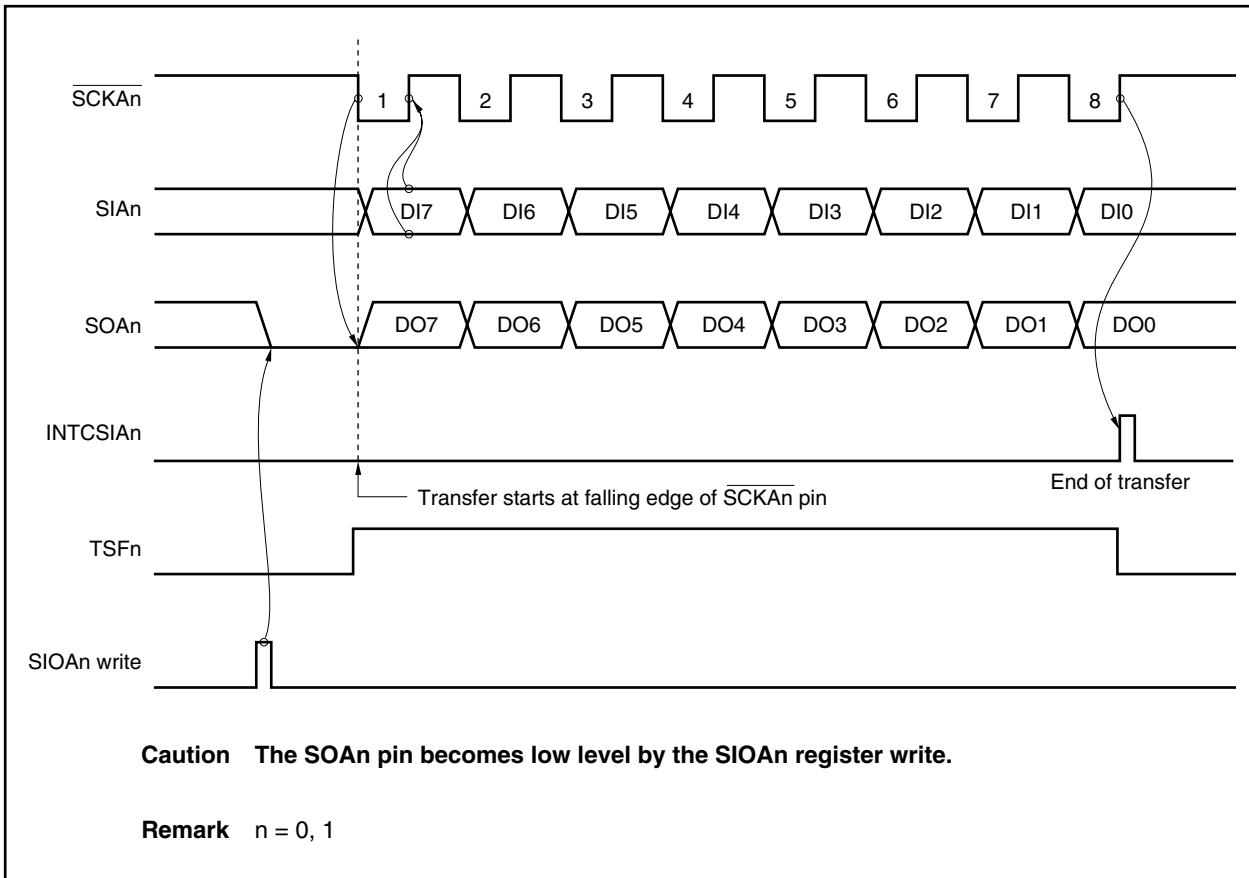 SCKAn
1 2 3 4 5 6 7 8
SIAn
DI7 DI6 DI5 DI4 DI3 DI2 DI1 DI0
SOAn
DO7 DO6 DO5 DO4 DO3 DO2 DO1 DO0
INTCSIAn
End of transfer
Transfer starts at falling edge of SCKAn pin
TSFn
SIOAn write
Caution The SOAn pin becomes low level by the SIOAn register write.
Remark n = 0, 1